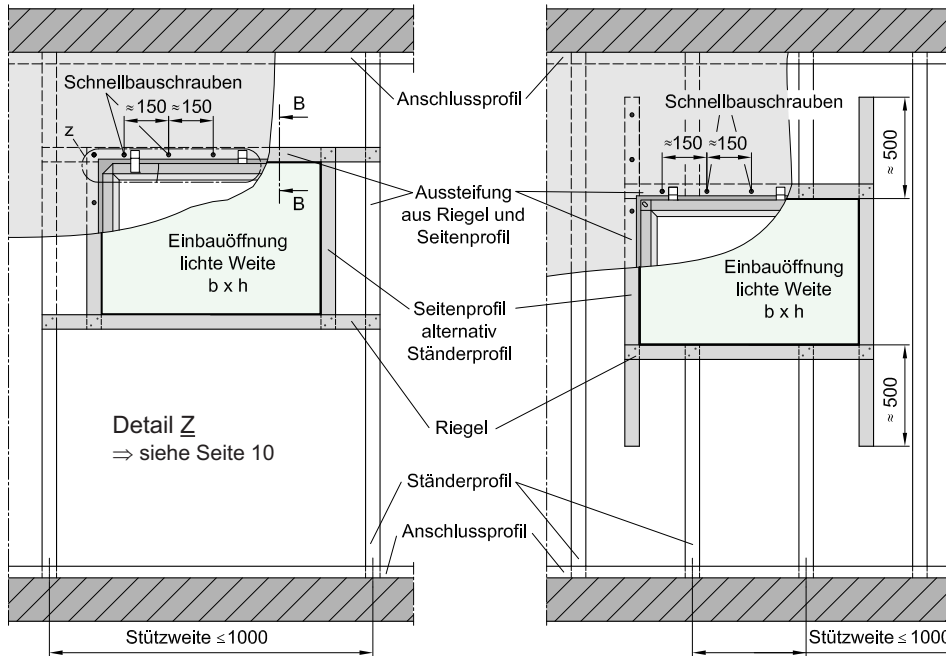 Schnellbauschrauben
≈150
≈150
B
Anschlussprofil
Schnellbauschrauben
≈150
≈150
≈ 500
z
B
Aussteifung
aus Riegel und
Seitenprofil
Einbauöffnung
lichte Weite
b x h
Einbauöffnung
lichte Weite
b x h
Seitenprofil
alternativ
Ständerprofil
≈ 500
Detail Z
⇒ siehe Seite 10
Riegel
Ständerprofil
Anschlussprofil
Stützweite ≤ 1000
Stützweite ≤ 1000